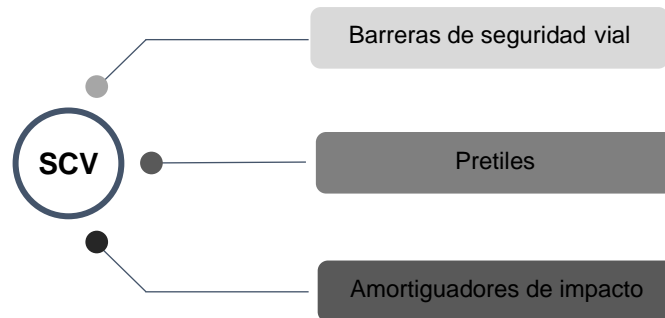 Barreras de seguridad vial
SCV
Pretiles
Amortiguadores de impacto